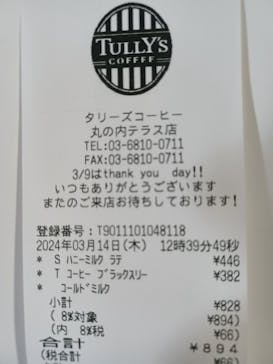 TULLY'S
COFFEE
タリーズコーヒー
丸の内テラス店
TEL:03-6810-0711
FAX:03-6810-0711
3/9はthank you day!!
いつもありがとうございます
またのご来店お待ちしております!
登録番号:T9011101048118
2024年03月14日(木) 12時39分49秒
* S ハニーミルク ラテ ¥446
* T コーヒー ブラックスリー ¥382
* コールドミルク
小計 ¥828
( 8%対象 ¥894)
(内 8%税 ¥66)
合計 ¥894
(税合計 ¥66)